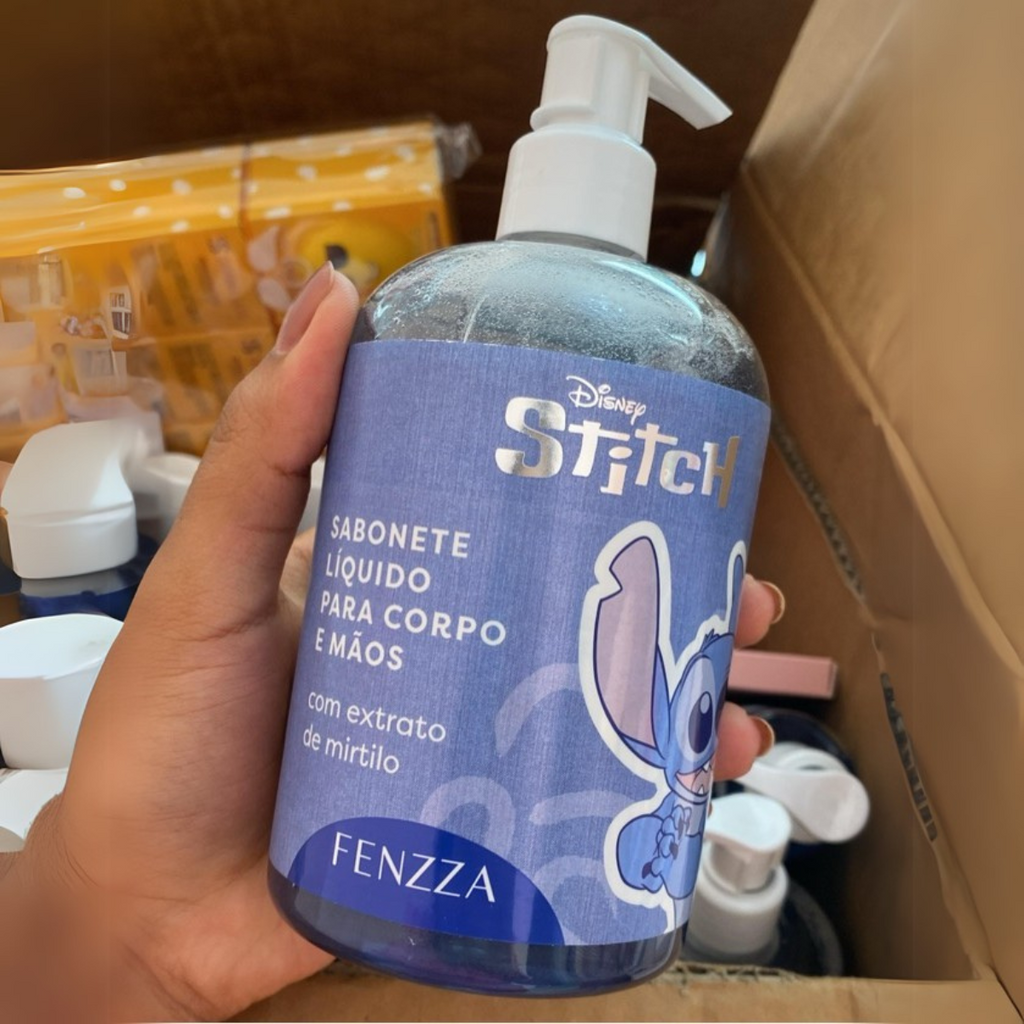 Disney
Stitch
SABONETE
LÍQUIDO
PARA CORPO
E MÃOS
com extrato
de mirtilo
FENZZA